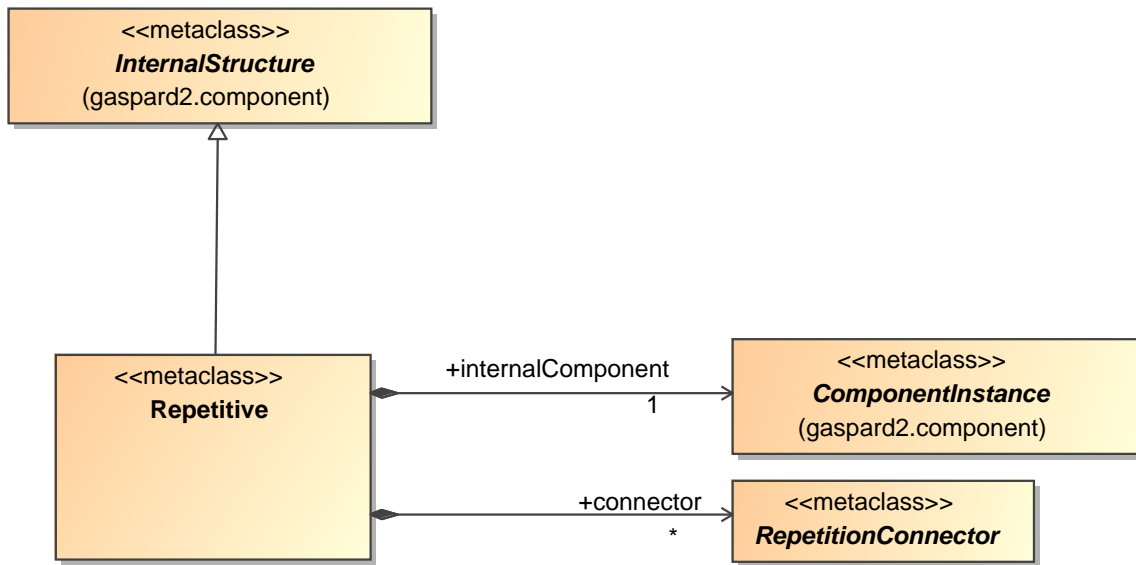 <<metaclass>>
InternalStructure
(gaspard2.component)
<<metaclass>>
Repetitive
+internalComponent
1
<<metaclass>>
ComponentInstance
(gaspard2.component)
+connector
*
<<metaclass>>
RepetitionConnector